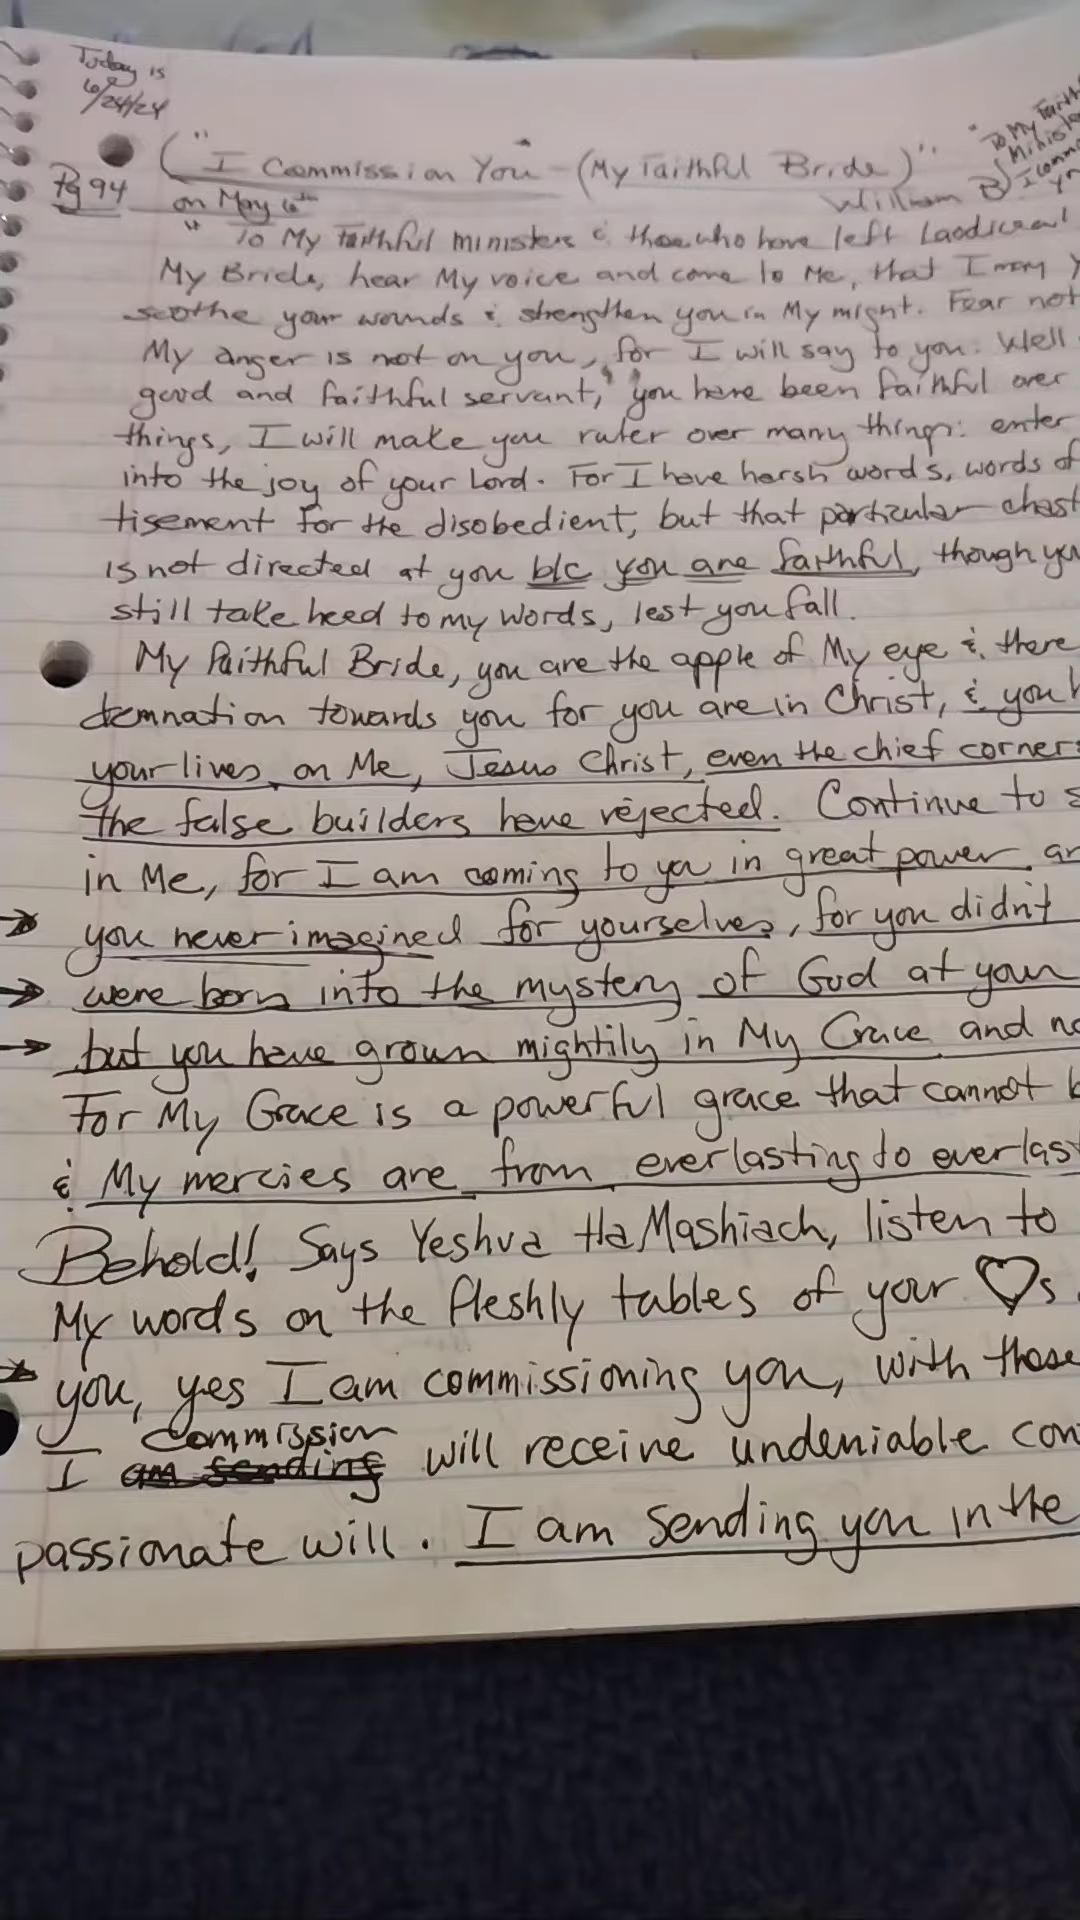 Today is
6/24/24
("I Commission You - (My Faithful Bride)"
"To My Faith
Minist
I Comm
Pg 94
on May 6th
William B
"To My faithful ministers & those who have left
My Bride, hear My voice and come to Me, that I may
soothe your wounds & strengthen you in My might. Fear not
My anger is not on you, for I will say to you: Well
good and faithful servant, you have been faithful over
things, I will make you ruler over many things: enter
into the joy of your Lord. For I have harsh words, words of
tisement for the disobedient, but that particular chast
is not directed at you b/c you are faithful, though you
still take heed to my words, lest you fall.
My Faithful Bride, you are the apple of My eye & there
demnation towards you for you are in Christ, & you h
your lives on Me, Jesus Christ, even the chief corner
the false builders have rejected. Continue to s
in Me, for I am coming to you in great power an
→ you never imagined for yourselves, for you didn't
→ were born into the mystery of God at your
→ but you have grown mightily in My Grace and no
For My Grace is a powerful grace that cannot b
& My mercies are from everlasting to everlast
Behold! Says Yeshua Ha Mashiach, listen to
My words on the fleshly tables of your ♡s.
→ you, yes I am commissioning you, with those
commission
I am sending will receive undeniable con
passionate will. I am sending you in the